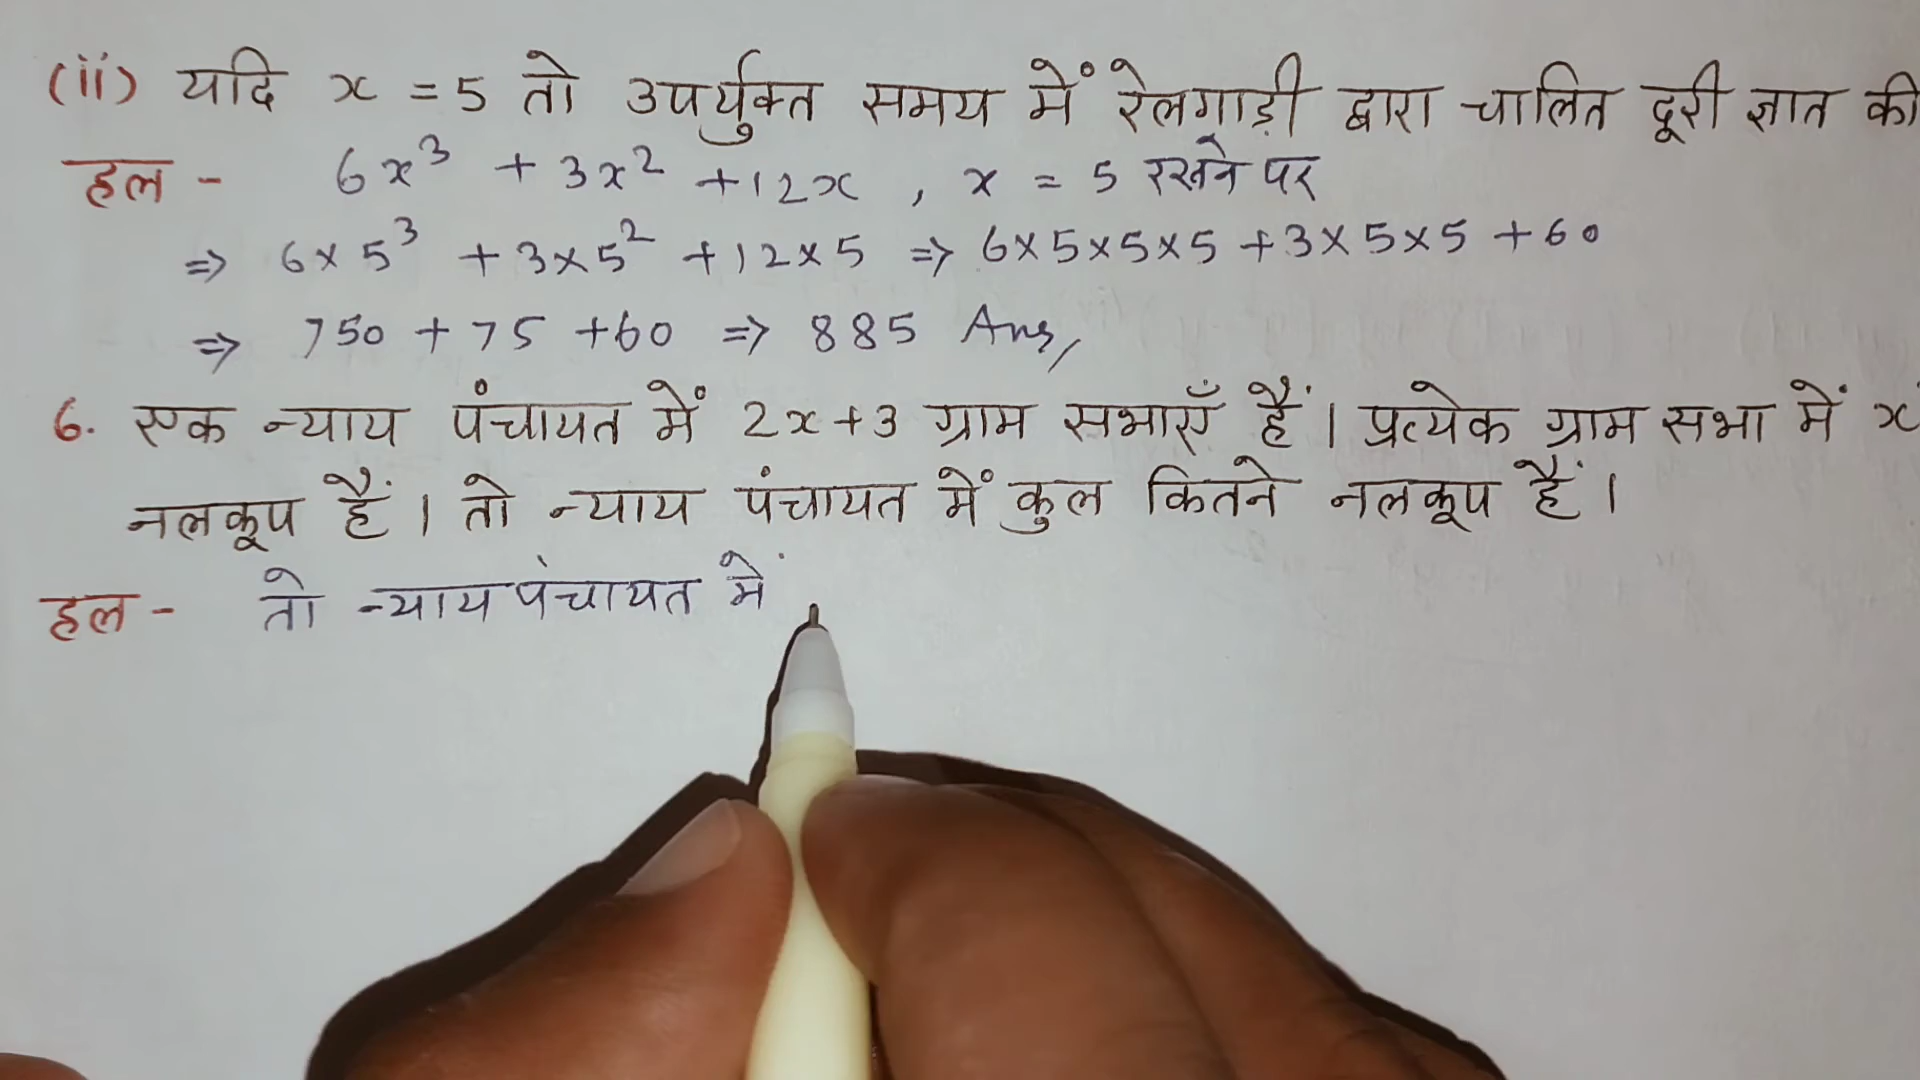 (ii) यदि x = 5 तो उपर्युक्त समय में रेलगाड़ी द्वारा चालित दूरी ज्ञात की
हल - 6x³ + 3x² + 12x , x = 5 रखने पर
⇒ 6 × 5³ + 3 × 5² + 12 × 5 ⇒ 6 × 5 × 5 × 5 + 3 × 5 × 5 + 60
⇒ 750 + 75 + 60 ⇒ 885 Ans,
6. एक न्याय पंचायत में 2x + 3 ग्राम सभाएँ हैं । प्रत्येक ग्राम सभा में x
नलकूप हैं । तो न्याय पंचायत में कुल कितने नलकूप हैं ।
हल - तो न्याय पंचायत में